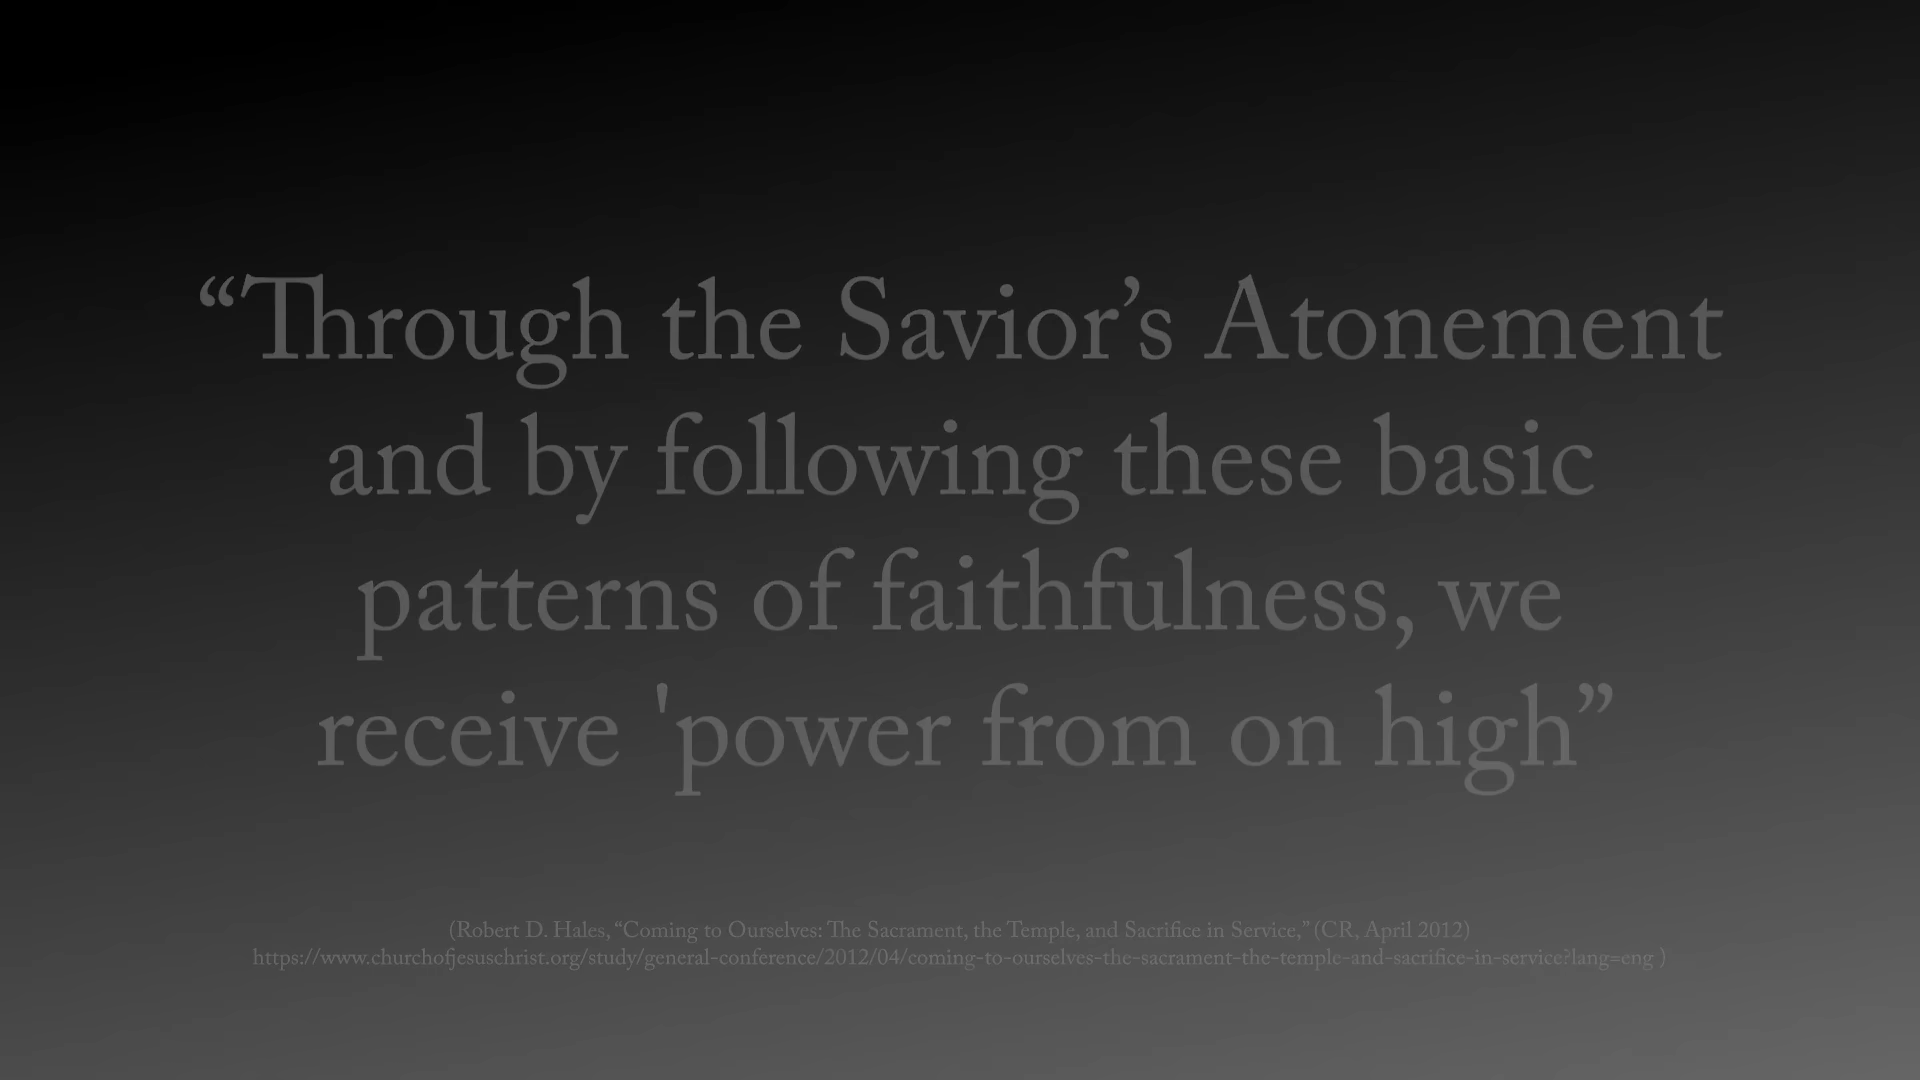 “Through the Savior’s Atonement
and by following these basic
patterns of faithfulness, we
receive 'power from on high”
(Robert D. Hales, “Coming to Ourselves: The Sacrament, the Temple, and Sacrifice in Service,” (CR, April 2012)
https://www.churchofjesuschrist.org/study/general-conference/2012/04/coming-to-ourselves-the-sacrament-the-temple-and-sacrifice-in-service?lang=eng )